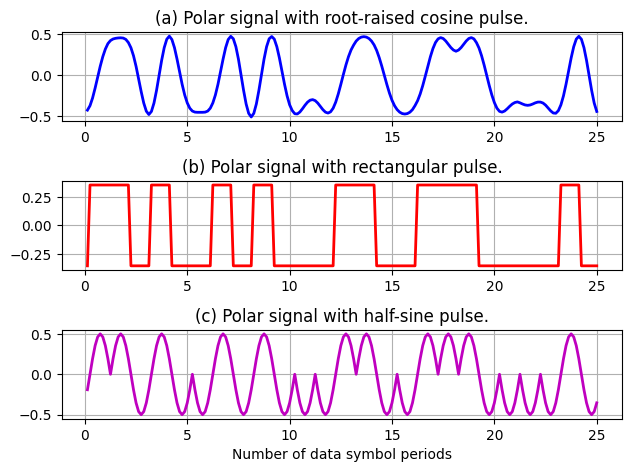 (a) Polar signal with root-raised cosine pulse.
0.5
0.0
−0.5
0 5 10 15 20 25
(b) Polar signal with rectangular pulse.
0.25
0.00
−0.25
0 5 10 15 20 25
(c) Polar signal with half-sine pulse.
0.5
0.0
−0.5
0 5 10 15 20 25
Number of data symbol periods